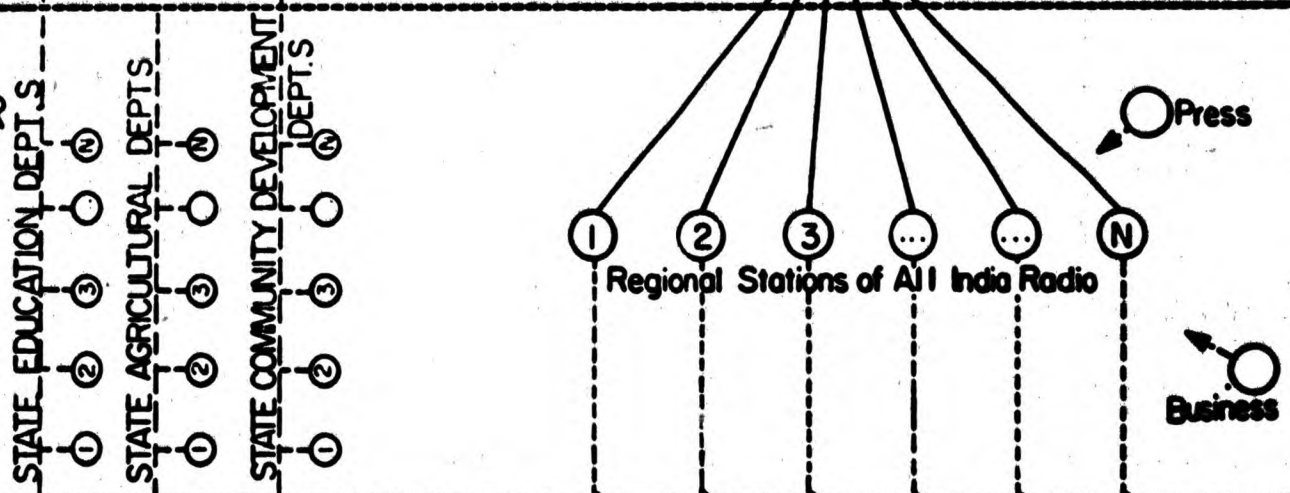 STATE EDUCATION DEPT.S
N
3
2
1
STATE AGRICULTURAL DEPTS
N
3
2
1
STATE COMMUNITY DEVELOPMENT
DEPT.S
N
3
2
1
Press
1 2 3 ... ... N
Regional Stations of All India Radio
Business